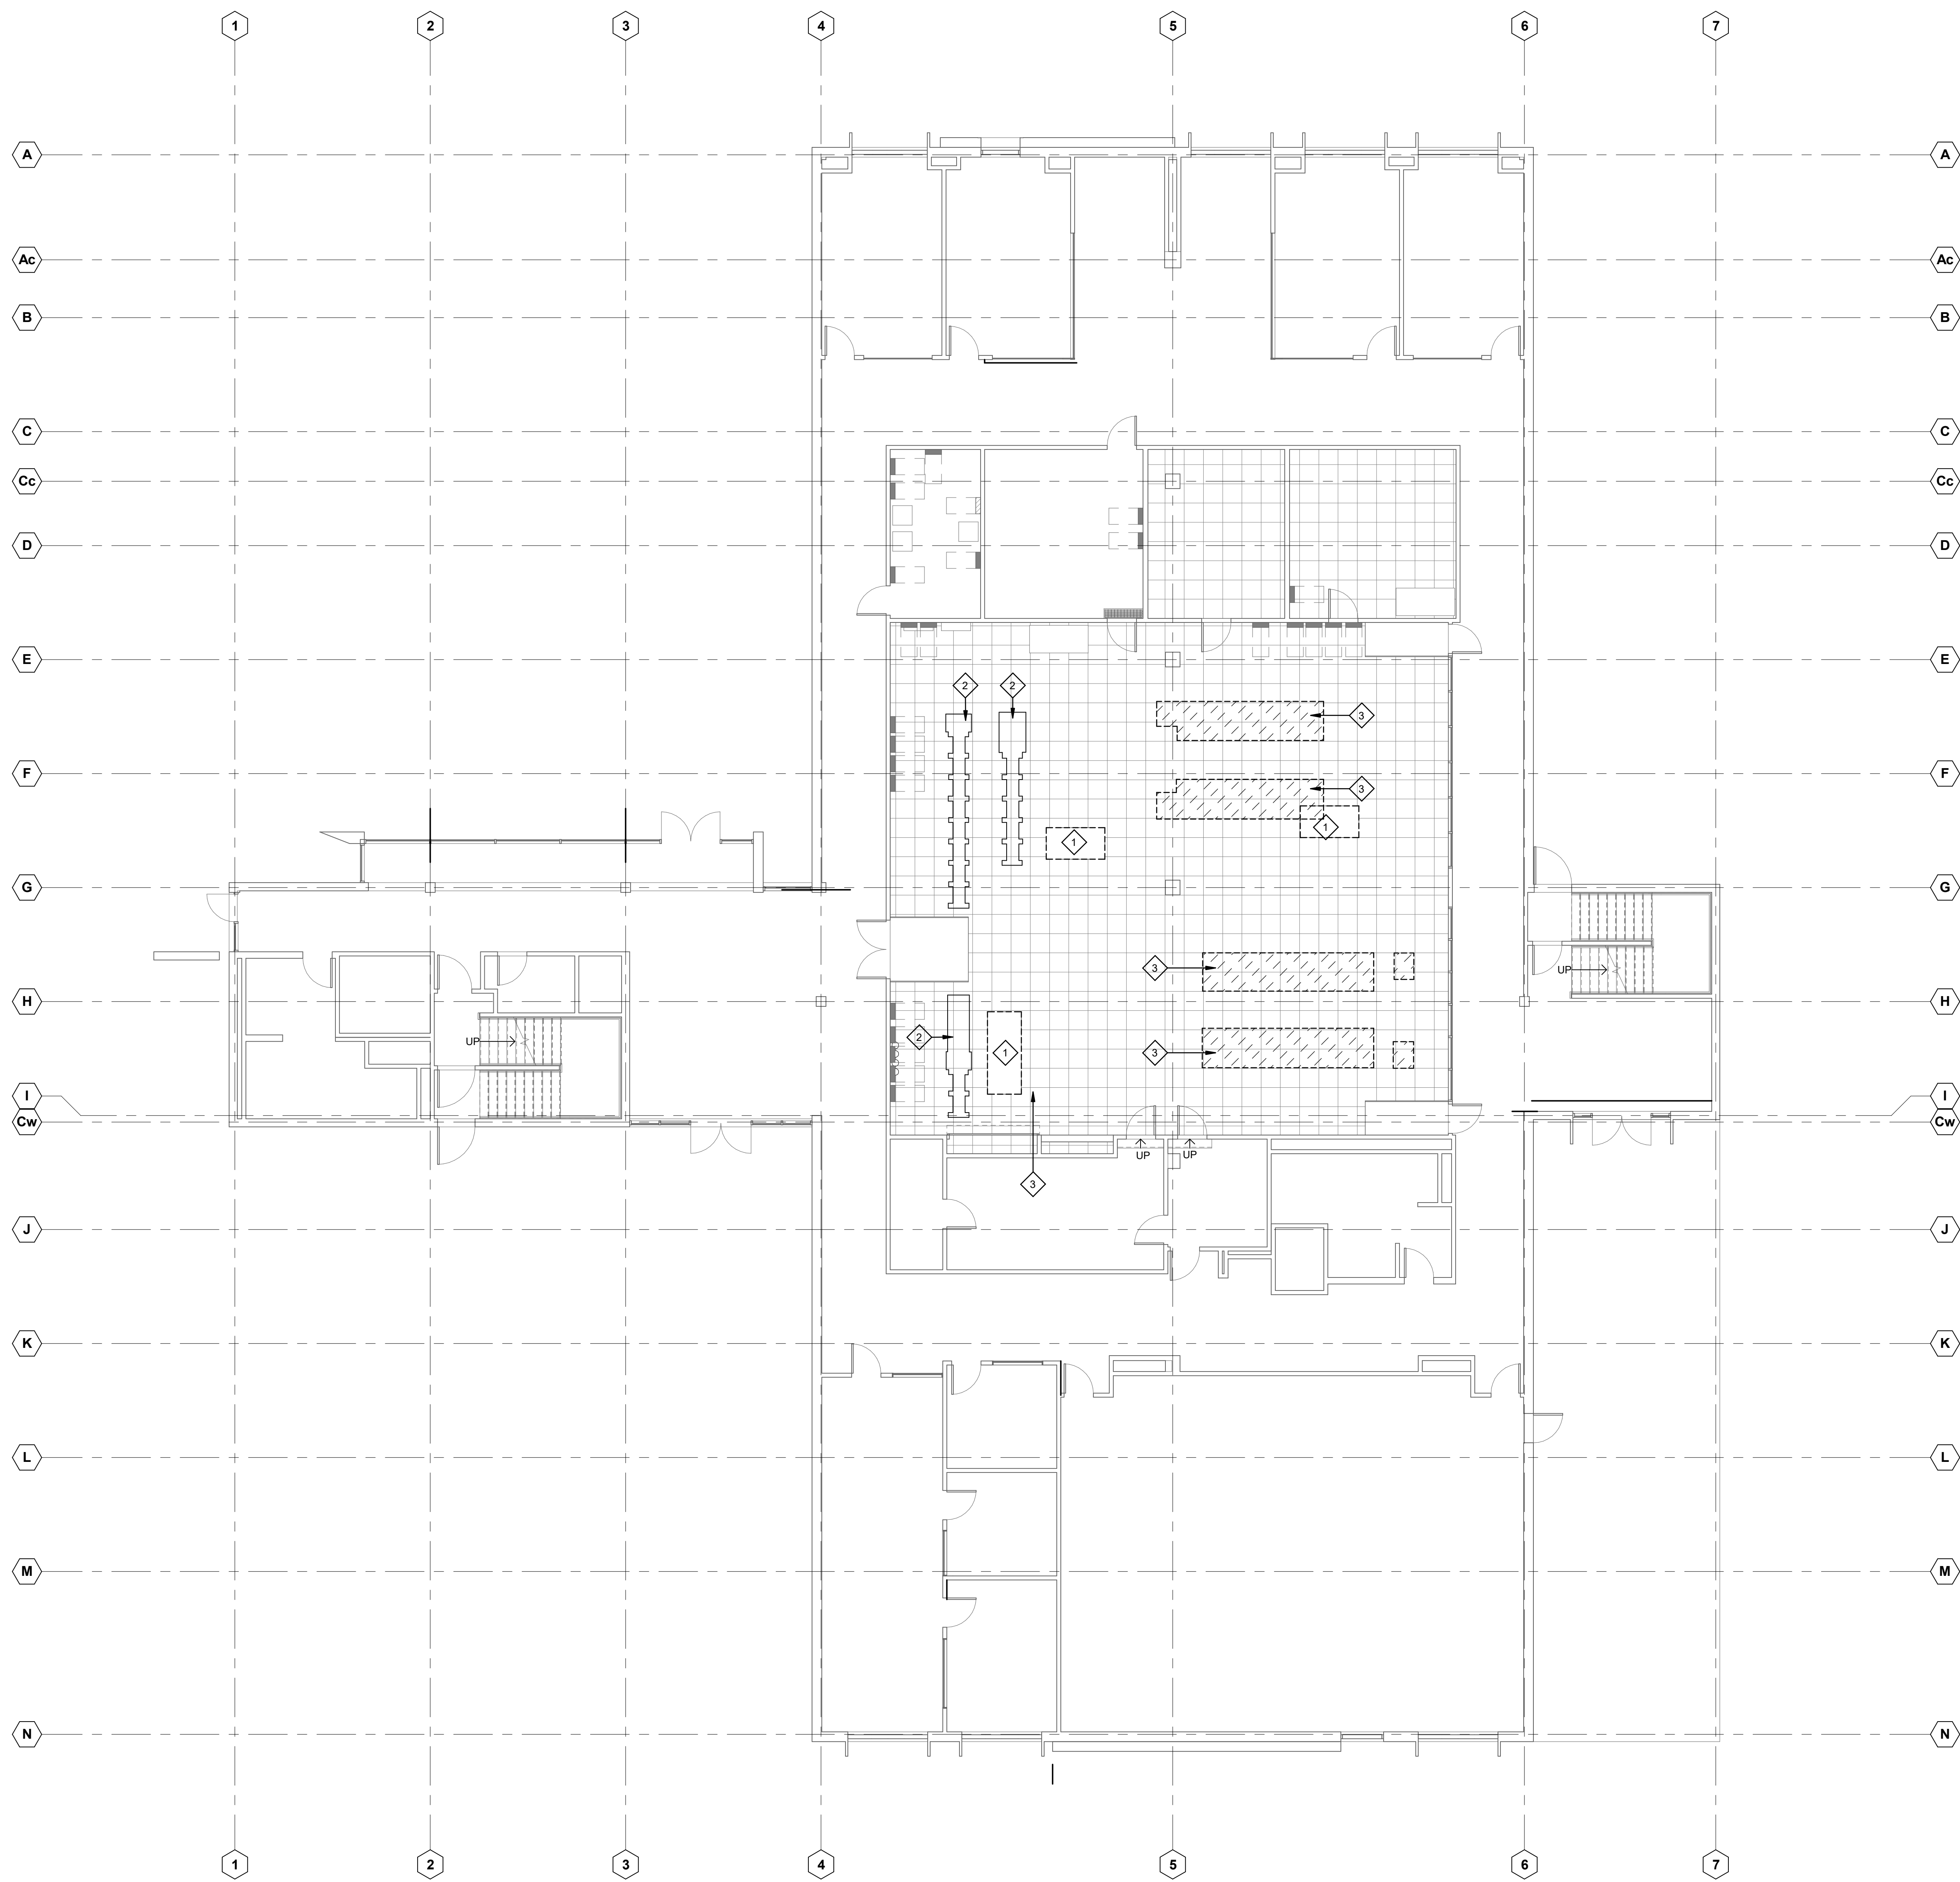 1 2 3 4 5 6 7
A A
Ac Ac
B B
C C
Cc Cc
D D
E E
2 2
3
F F
3
1
1
G G
3
UP
H H
2
UP
1
3
I I
Cw Cw
UP UP
3
J J
K K
L L
M M
N N
1 2 3 4 5 6 7